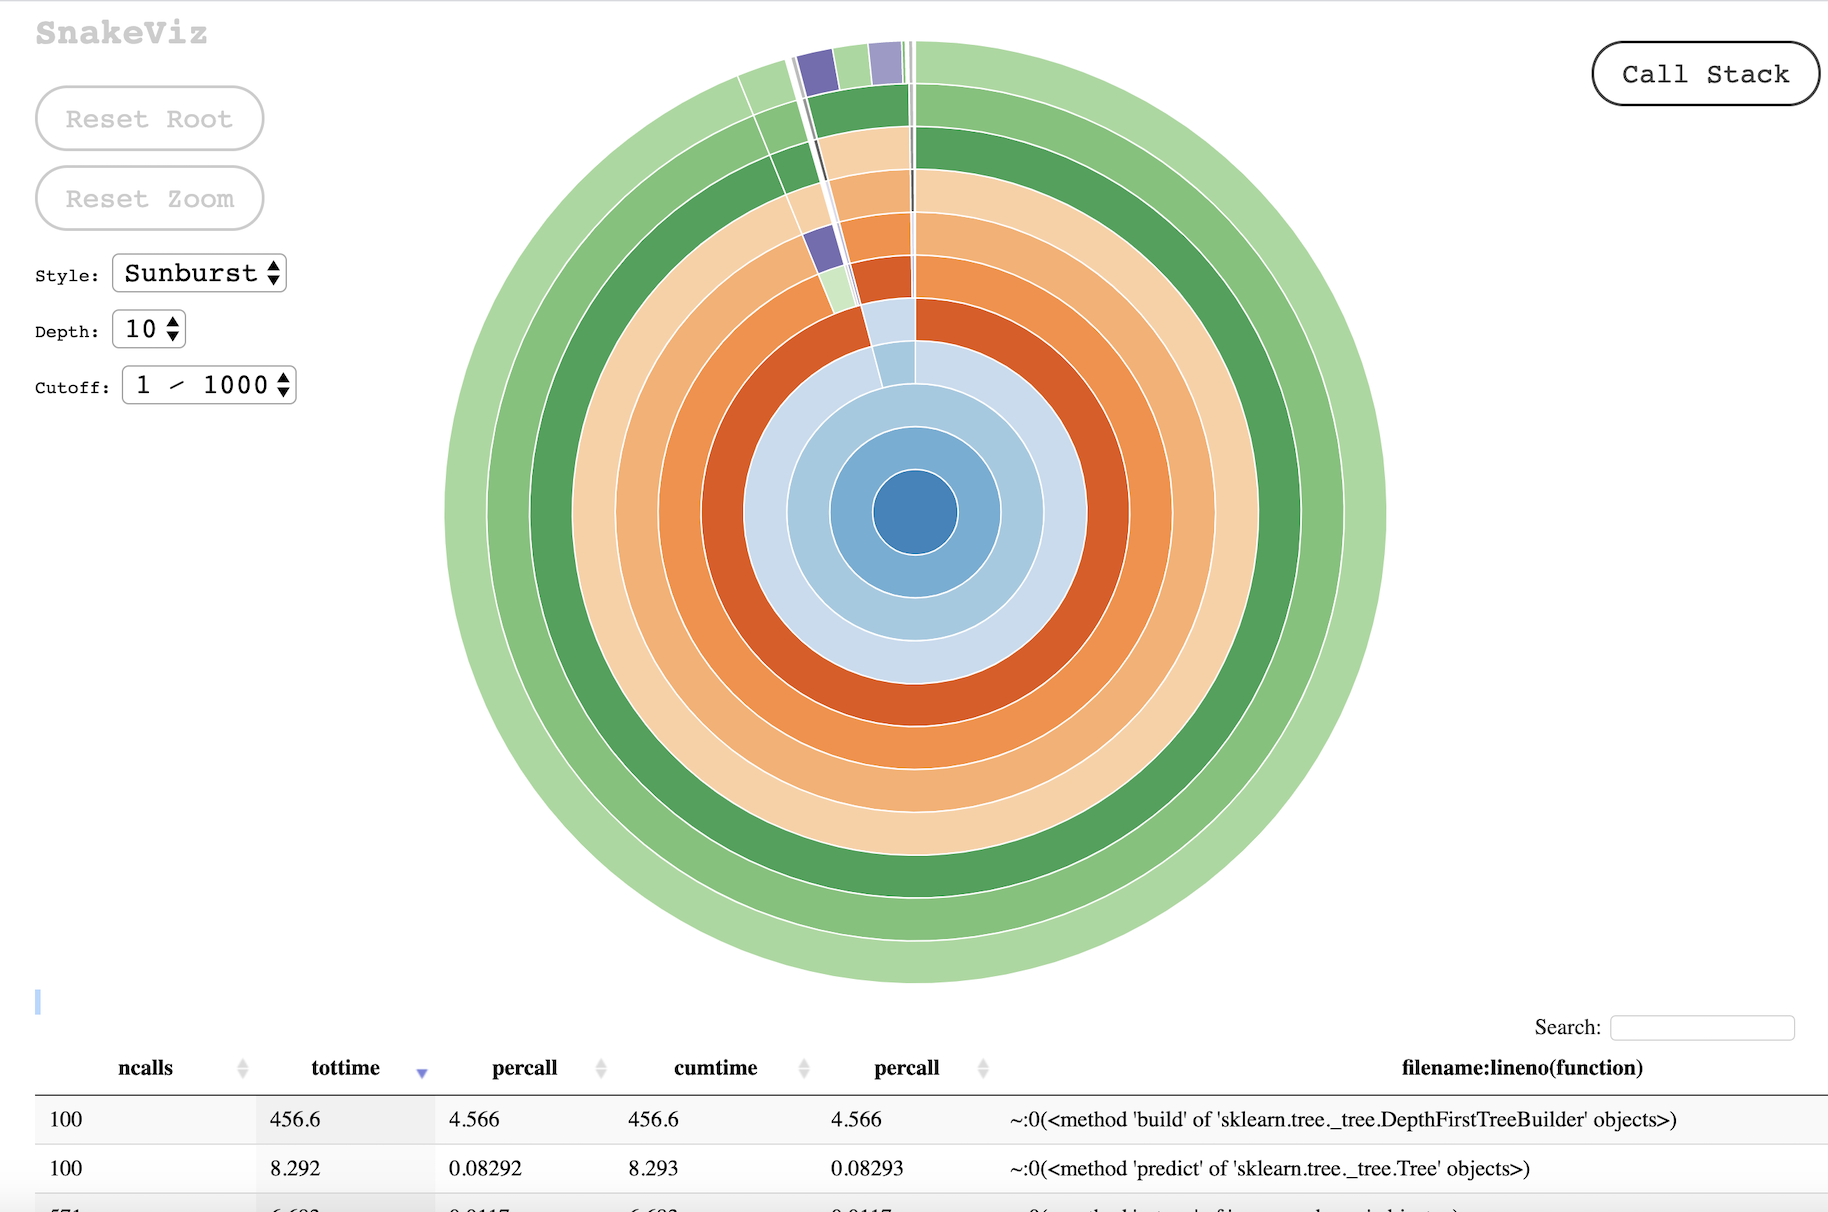 SnakeViz
Call Stack
Reset Root
Reset Zoom
Style: Sunburst
Depth: 10
Cutoff: 1 / 1000
Search:
ncalls tottime percall cumtime percall filename:lineno(function)
100 456.6 4.566 456.6 4.566 ~:0(<method 'build' of 'sklearn.tree._tree.DepthFirstTreeBuilder' objects>)
100 8.292 0.08292 8.293 0.08293 ~:0(<method 'predict' of 'sklearn.tree._tree.Tree' objects>)